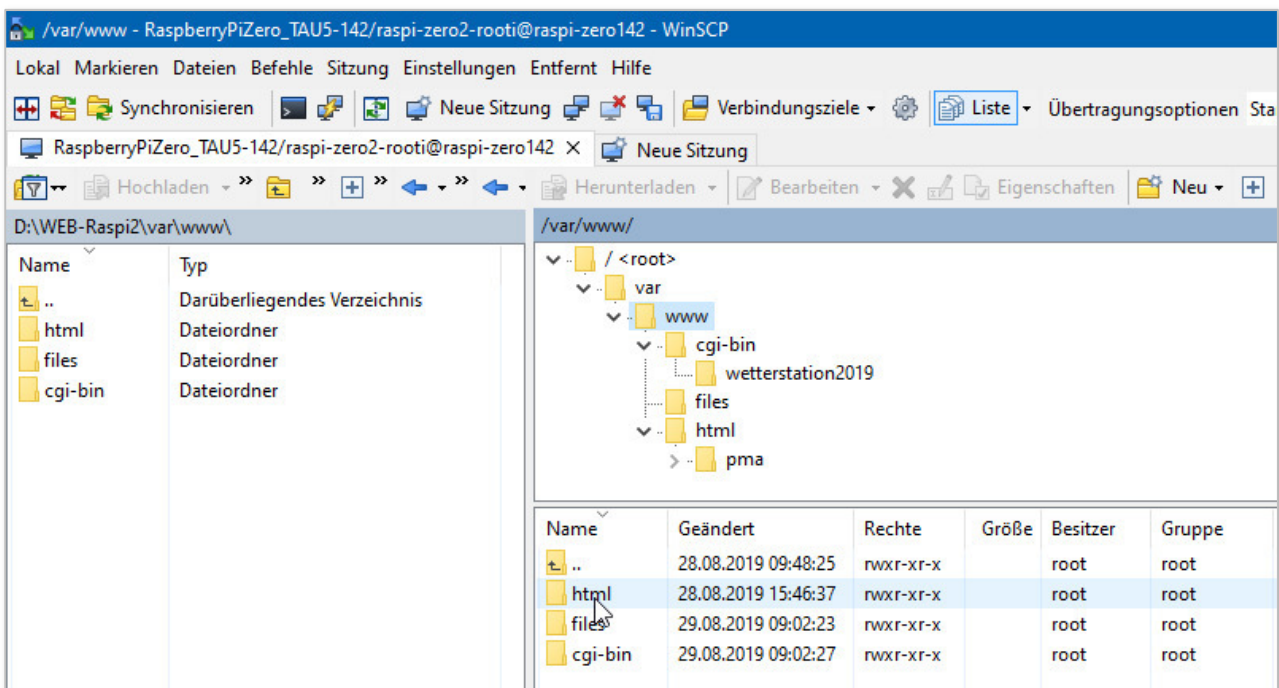 /var/www - RaspberryPiZero_TAU5-142/raspi-zero2-rooti@raspi-zero142 - WinSCP
Lokal Markieren Dateien Befehle Sitzung Einstellungen Entfernt Hilfe
Synchronisieren Neue Sitzung Verbindungsziele Liste Übertragungsoptionen Sta
RaspberryPiZero_TAU5-142/raspi-zero2-rooti@raspi-zero142 × Neue Sitzung
Hochladen » » » » Herunterladen Bearbeiten Eigenschaften Neu
D:\WEB-Raspi2\var\www\
Name Typ
.. Darüberliegendes Verzeichnis
html Dateiordner
files Dateiordner
cgi-bin Dateiordner
/var/www/
/ <root>
var
www
cgi-bin
wetterstation2019
files
html
pma
Name Geändert Rechte Größe Besitzer Gruppe
.. 28.08.2019 09:48:25 rwxr-xr-x root root
html 28.08.2019 15:46:37 rwxr-xr-x root root
files 29.08.2019 09:02:23 rwxr-xr-x root root
cgi-bin 29.08.2019 09:02:27 rwxr-xr-x root root